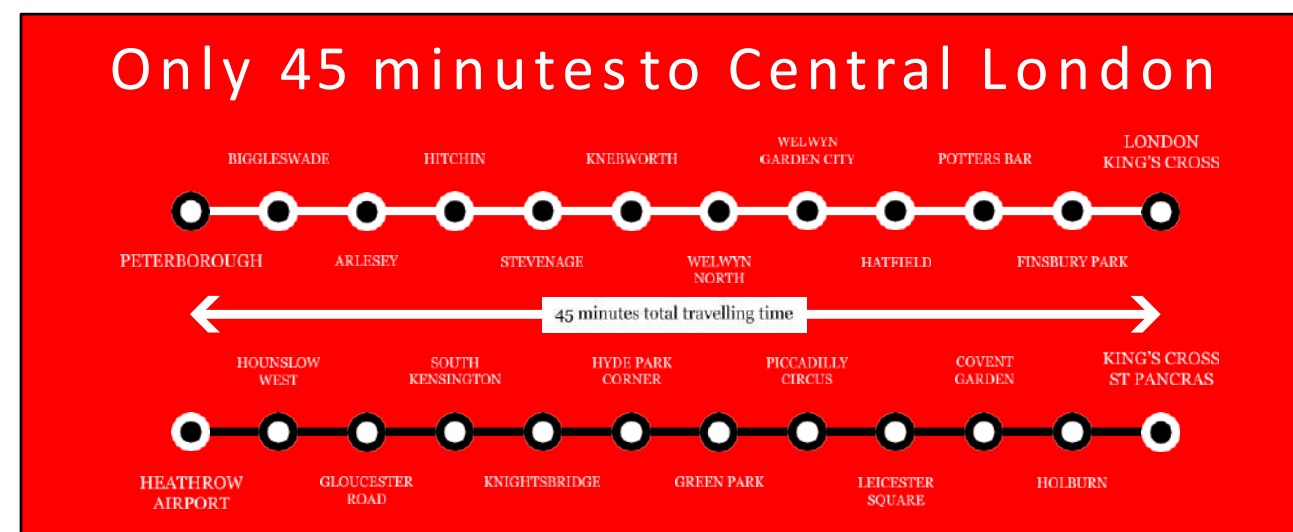 Only 45 minutes to Central London
BIGGLESWADE
HITCHIN
KNEBWORTH
WELWYN
GARDEN CITY
POTTERS BAR
LONDON
KING'S CROSS
PETERBOROUGH
ARLESEY
STEVENAGE
WELWYN
NORTH
HATFIELD
FINSBURY PARK
45 minutes total travelling time
HOUNSLOW
WEST
SOUTH
KENSINGTON
HYDE PARK
CORNER
PICCADILLY
CIRCUS
COVENT
GARDEN
KING'S CROSS
ST PANCRAS
HEATHROW
AIRPORT
GLOUCESTER
ROAD
KNIGHTSBRIDGE
GREEN PARK
LEICESTER
SQUARE
HOLBURN